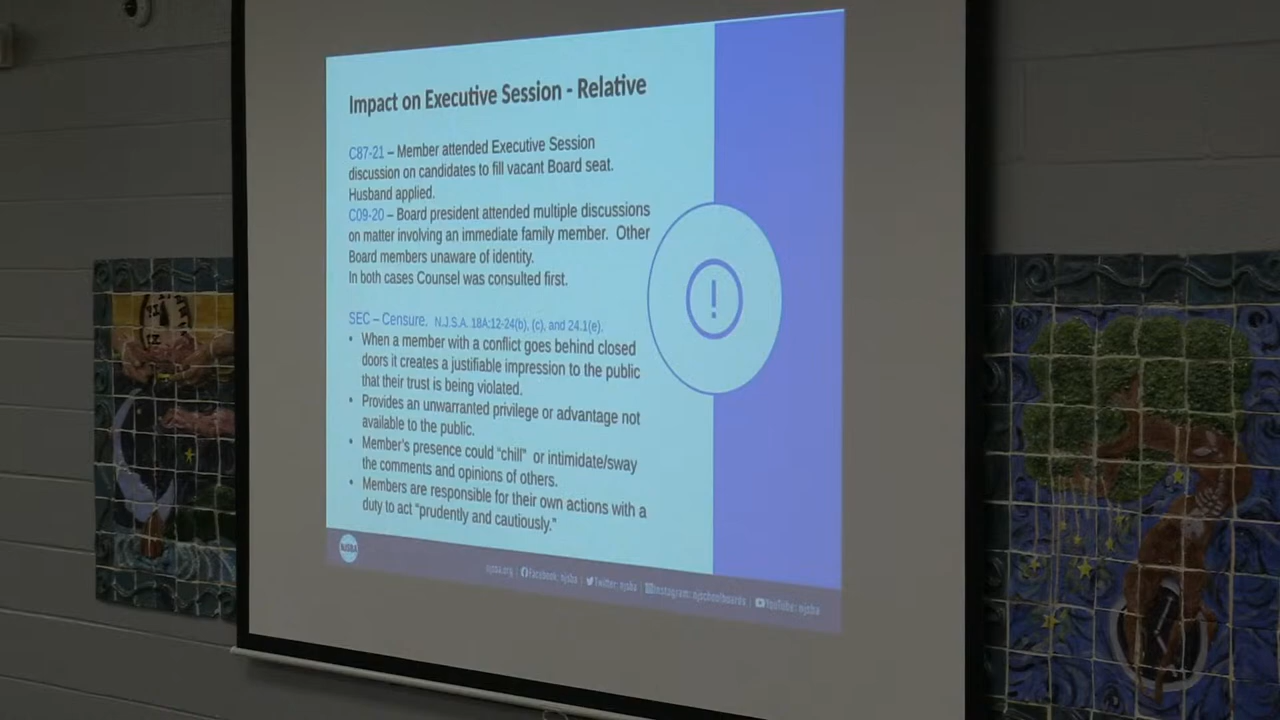 Impact on Executive Session - Relative
C87-21 – Member attended Executive Session
discussion on candidates to fill vacant Board seat.
Husband applied.
C09-20 – Board president attended multiple discussions
on matter involving an immediate family member. Other
Board members unaware of identity.
In both cases Counsel was consulted first.
SEC – Censure. N.J.S.A. 18A:12-24(b), (c), and 24.1(e).
• When a member with a conflict goes behind closed
doors it creates a justifiable impression to the public
that their trust is being violated.
• Provides an unwarranted privilege or advantage not
available to the public.
• Member's presence could "chill" or intimidate/sway
the comments and opinions of others.
• Members are responsible for their own actions with a
duty to act "prudently and cautiously."
!
NJSBA
njsba.org | Facebook: njsba | Twitter: njsba | Instagram: njschoolboards | YouTube: njsba